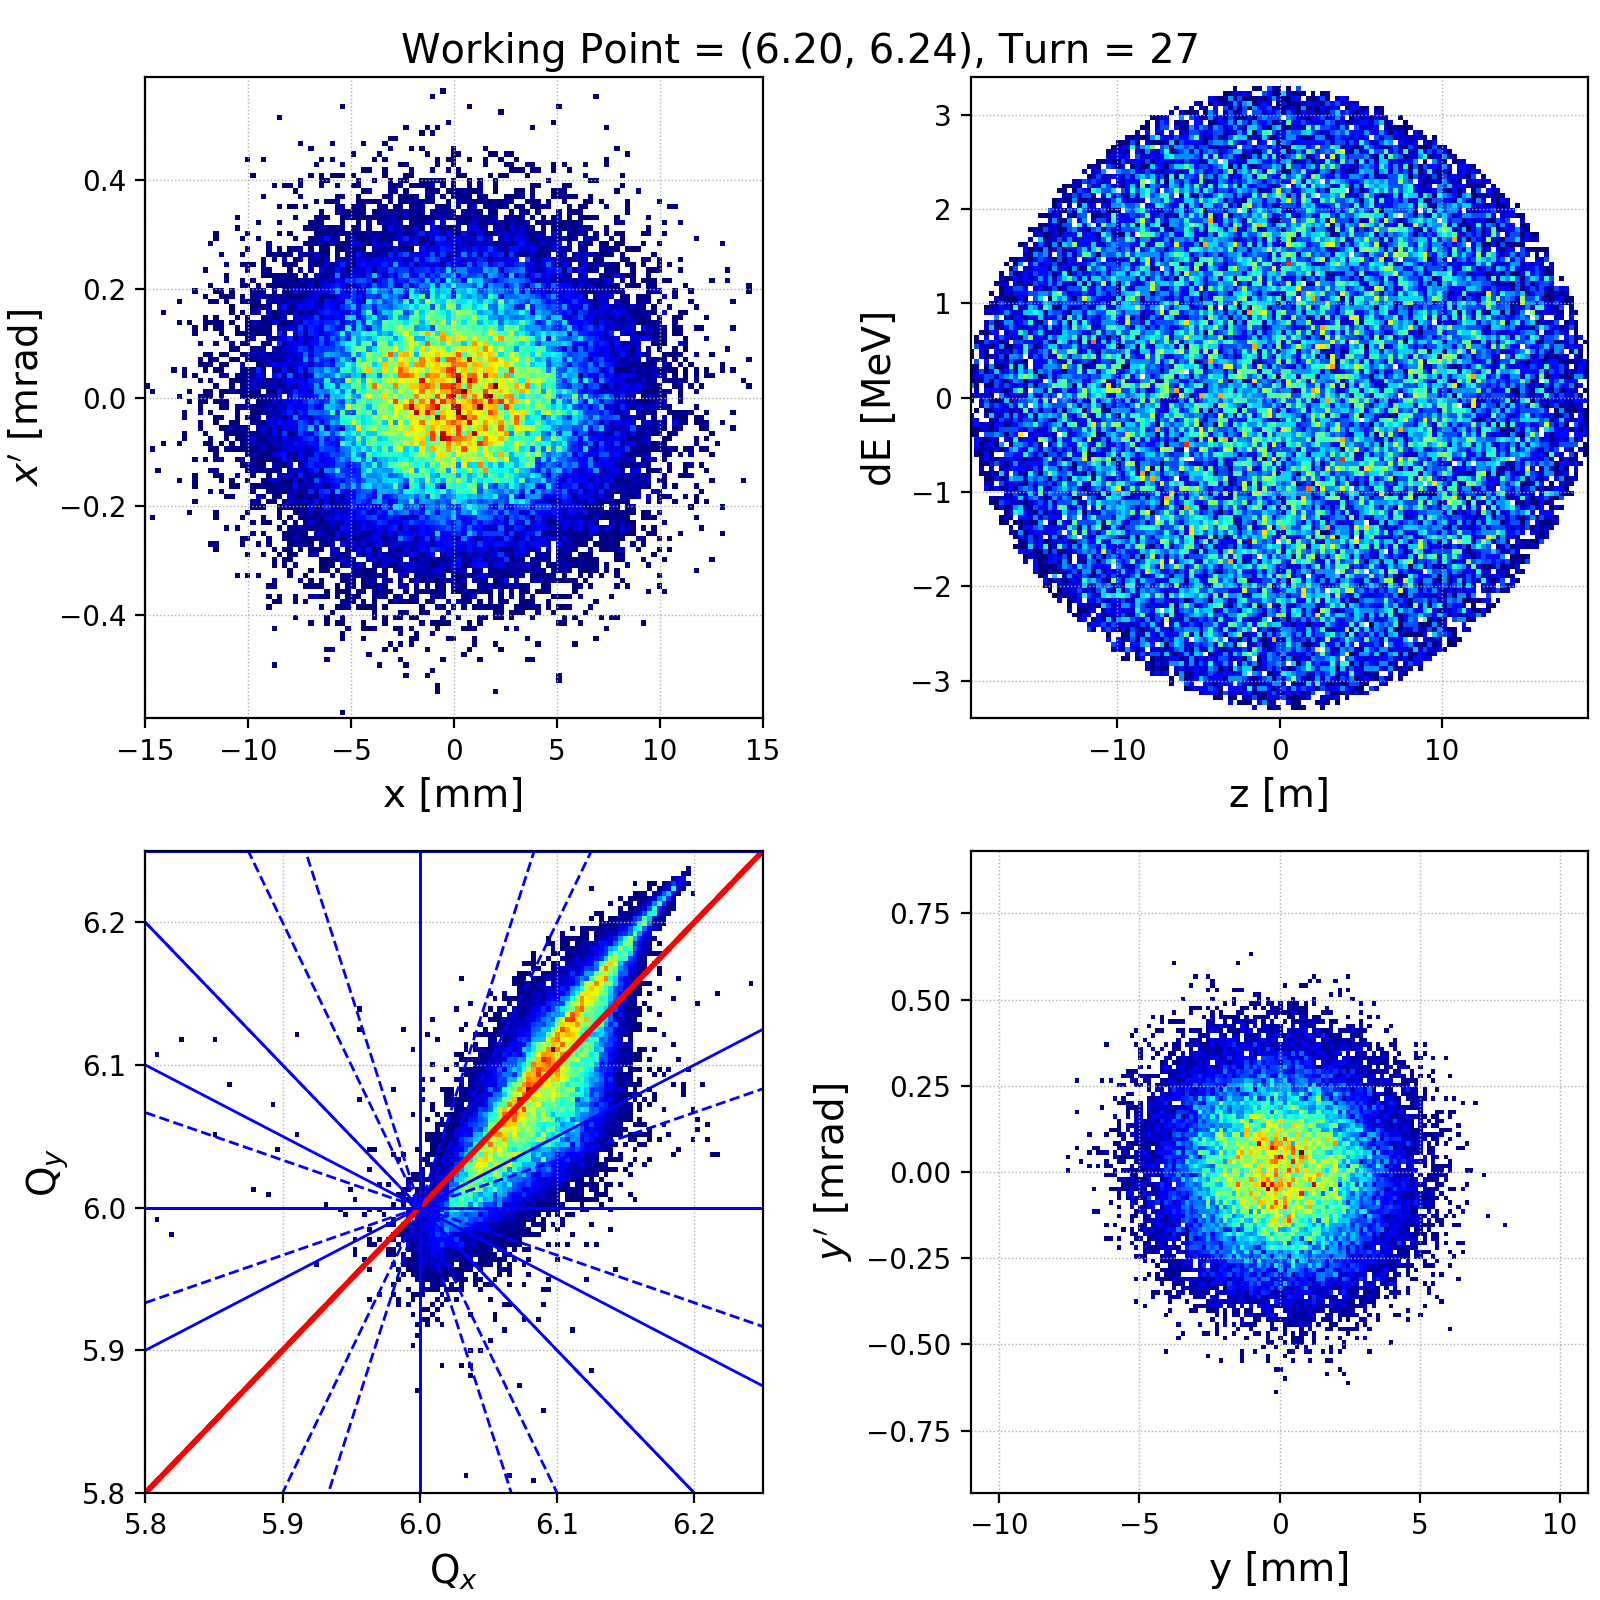 Working Point = (6.20, 6.24), Turn = 27
0.4
0.2
0.0
−0.2
−0.4
x′ [mrad]
−15 −10 −5 0 5 10 15
x [mm]
3
2
1
0
−1
−2
−3
dE [MeV]
−10 0 10
z [m]
6.2
6.1
6.0
5.9
5.8
Qy
5.8 5.9 6.0 6.1 6.2
Qx
0.75
0.50
0.25
0.00
−0.25
−0.50
−0.75
y′ [mrad]
−10 −5 0 5 10
y [mm]